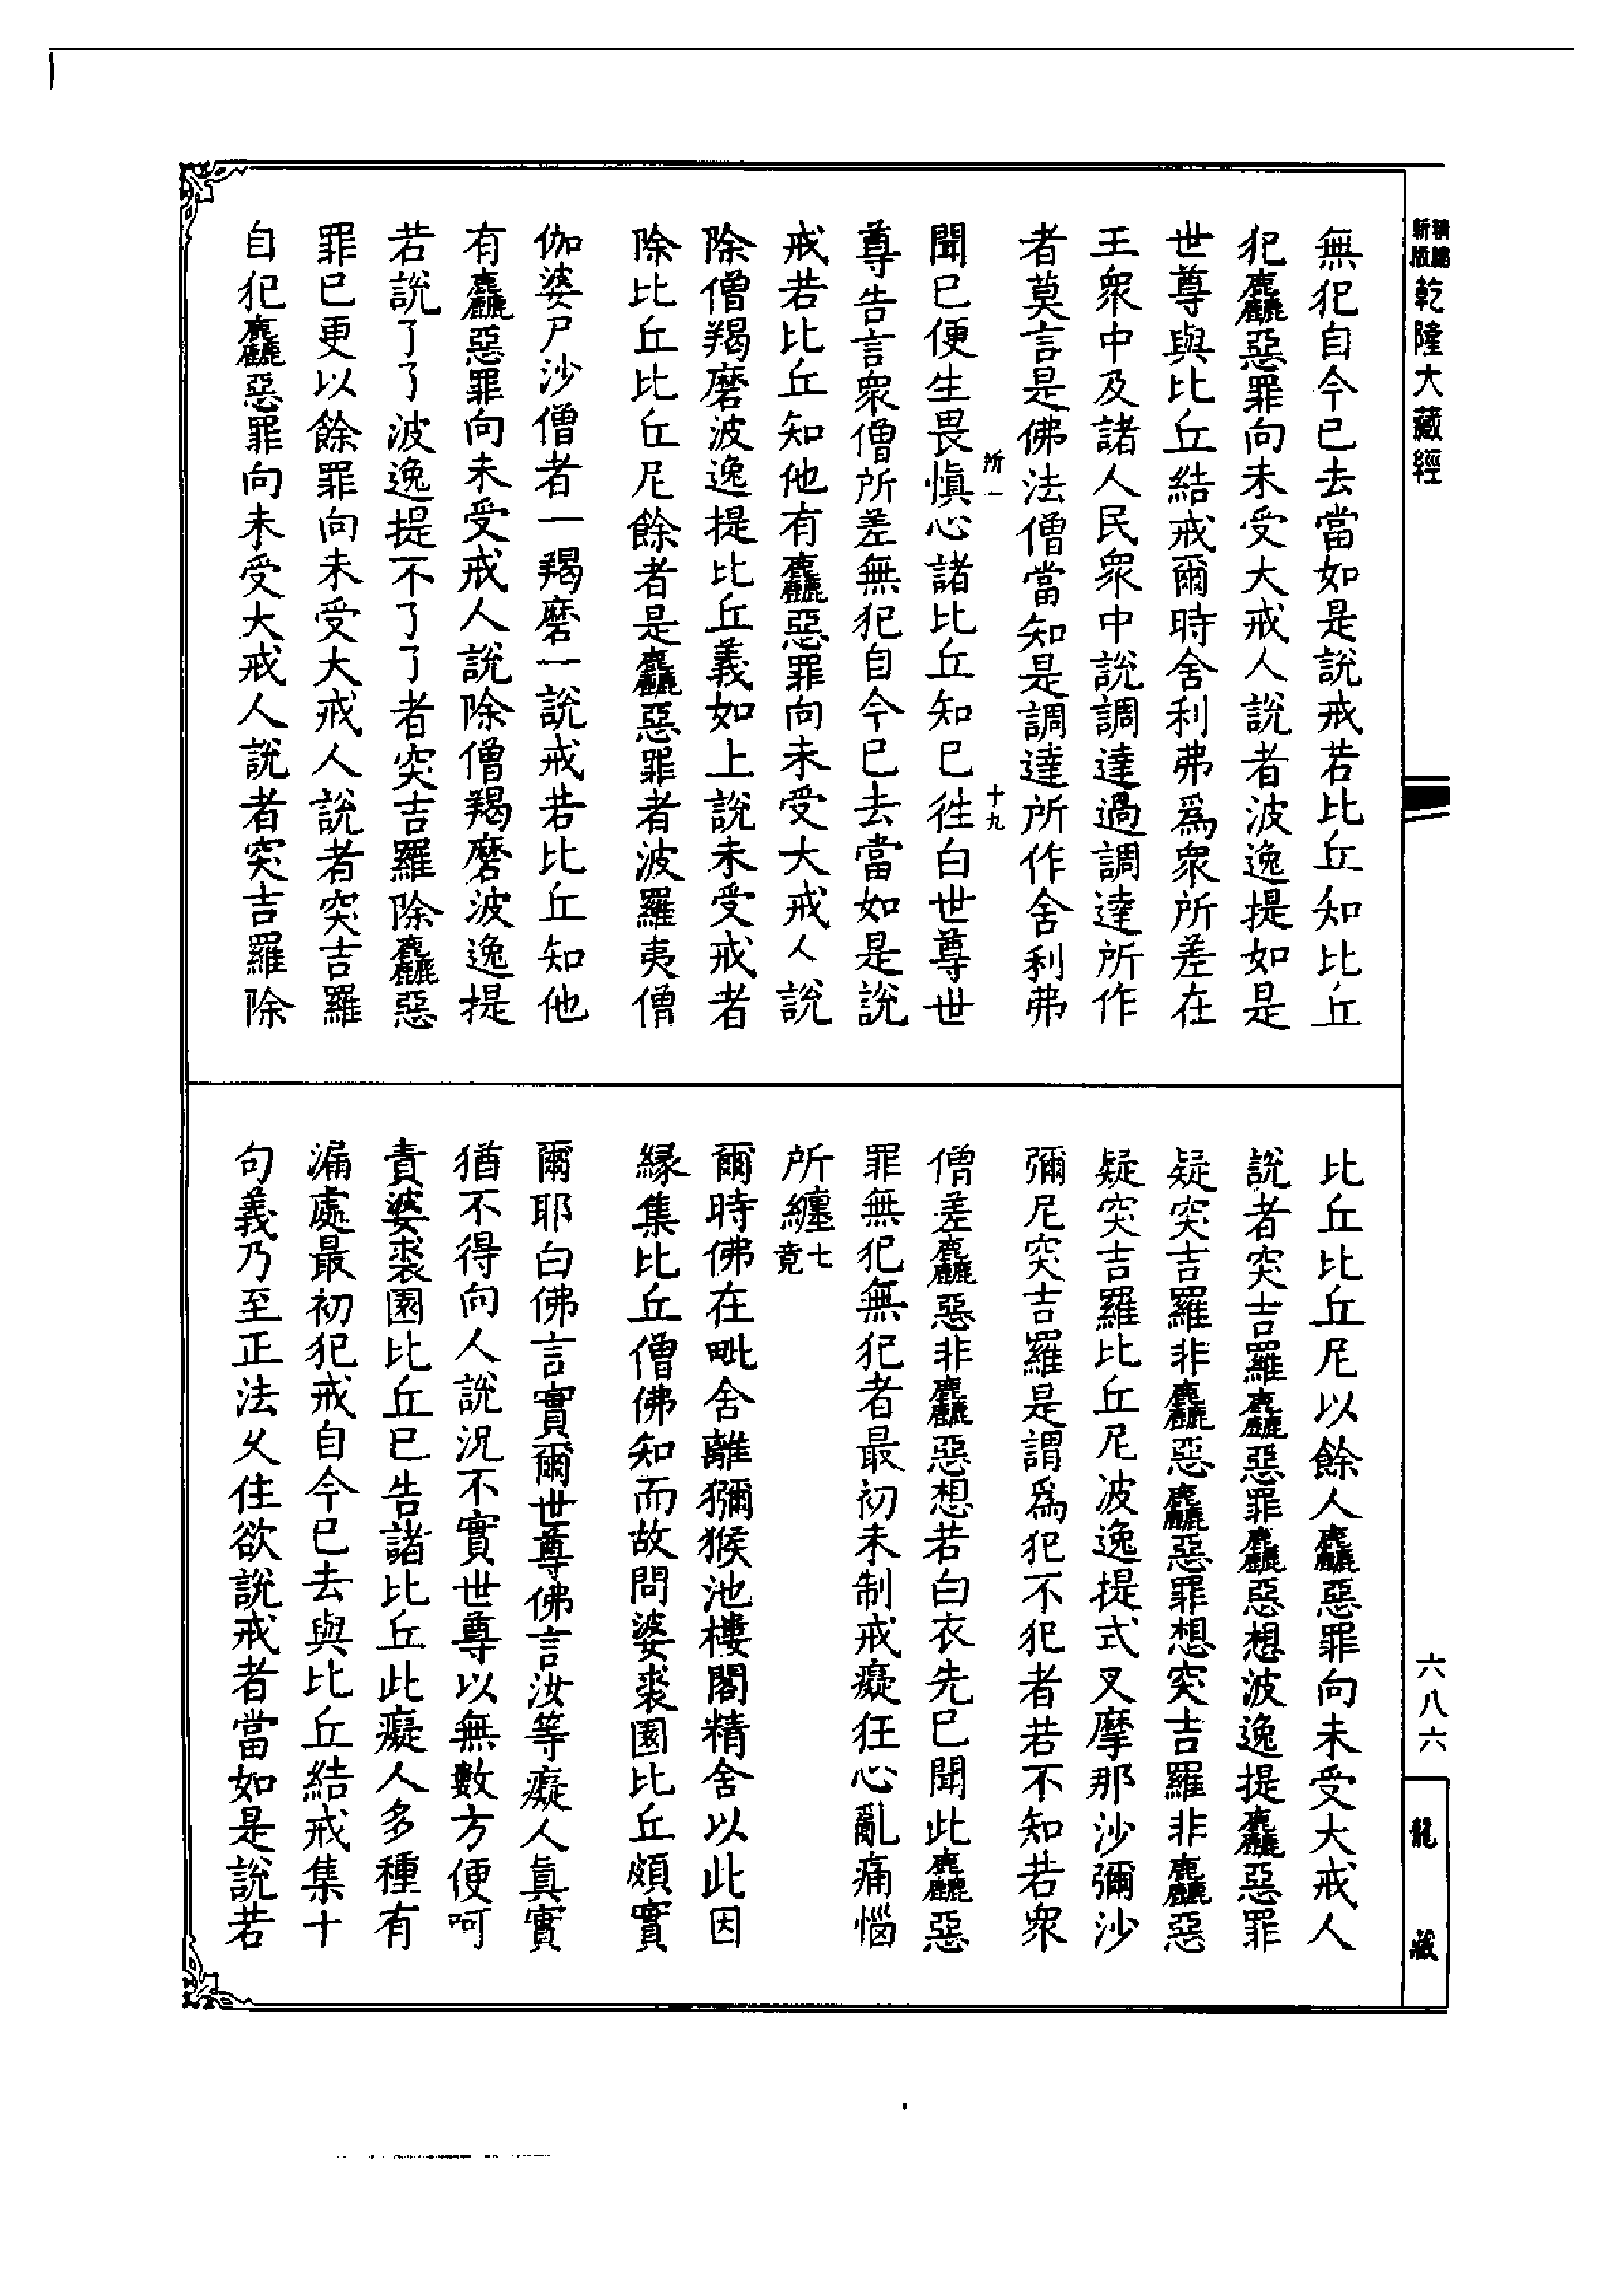 新版
精縮
乾隆大藏經
六八六
龍藏
無犯自今已去當如是說戒若比丘知比丘
犯麤惡罪向未受大戒人說者波逸提如是
世尊與比丘結戒爾時舍利弗爲衆所差在
王衆中及諸人民衆中說調達過調達所作
者莫言是佛法僧當知是調達所作舍利弗
所一
十九
聞已便生畏愼心諸比丘知已徃白世尊世
尊告言衆僧所差無犯自今已去當如是說
戒若比丘知他有麤惡罪向未受大戒人說
除僧羯磨波逸提比丘義如上說未受戒者
除比丘比丘尼餘者是麤惡罪者波羅夷僧
伽婆尸沙僧者一羯磨一說戒若比丘知他
有麤惡罪向未受戒人說除僧羯磨波逸提
若說了了波逸提不了了者突吉羅除麤惡
罪已更以餘罪向未受大戒人說者突吉羅
自犯麤惡罪向未受大戒人說者突吉羅除
比丘比丘尼以餘人麤惡罪向未受大戒人
說者突吉羅麤惡罪麤惡想波逸提麤惡罪
疑突吉羅非麤惡麤惡罪想突吉羅非麤惡
疑突吉羅比丘尼波逸提式叉摩那沙彌沙
彌尼突吉羅是謂爲犯不犯者若不知若衆
僧差麤惡非麤惡想若白衣先已聞此麤惡
罪無犯無犯者最初未制戒癡狂心亂痛惱
所纏七竟
爾時佛在毗舍離獼猴池樓閣精舍以此因
緣集比丘僧佛知而故問婆裘園比丘頗實
爾耶白佛言實爾世尊佛言汝等癡人眞實
猶不得向人說況不實世尊以無數方便呵
責婆裘園比丘已告諸比丘此癡人多種有
漏處最初犯戒自今已去與比丘結戒集十
句義乃至正法久住欲說戒者當如是說若